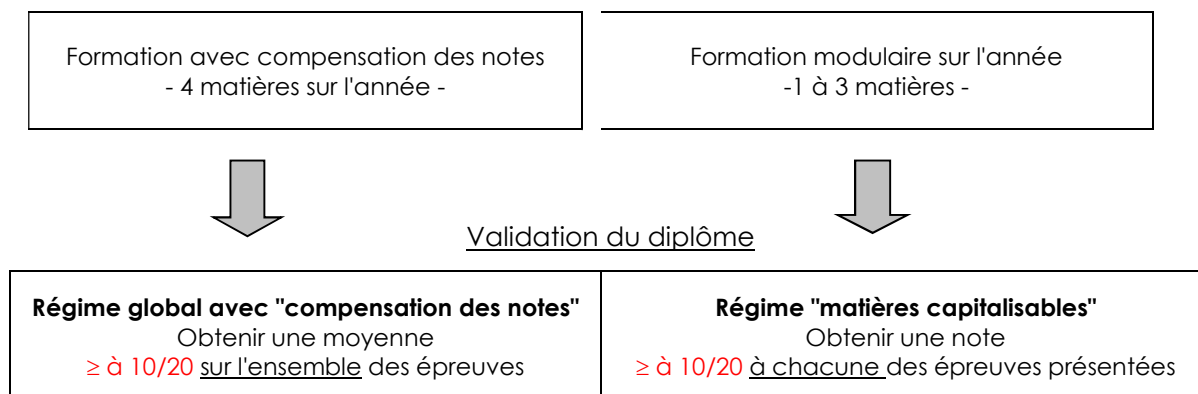 Formation avec compensation des notes
- 4 matières sur l'année -
Formation modulaire sur l'année
-1 à 3 matières -
Validation du diplôme
Régime global avec "compensation des notes"
Obtenir une moyenne
≥ à 10/20 sur l'ensemble des épreuves
Régime "matières capitalisables"
Obtenir une note
≥ à 10/20 à chacune des épreuves présentées